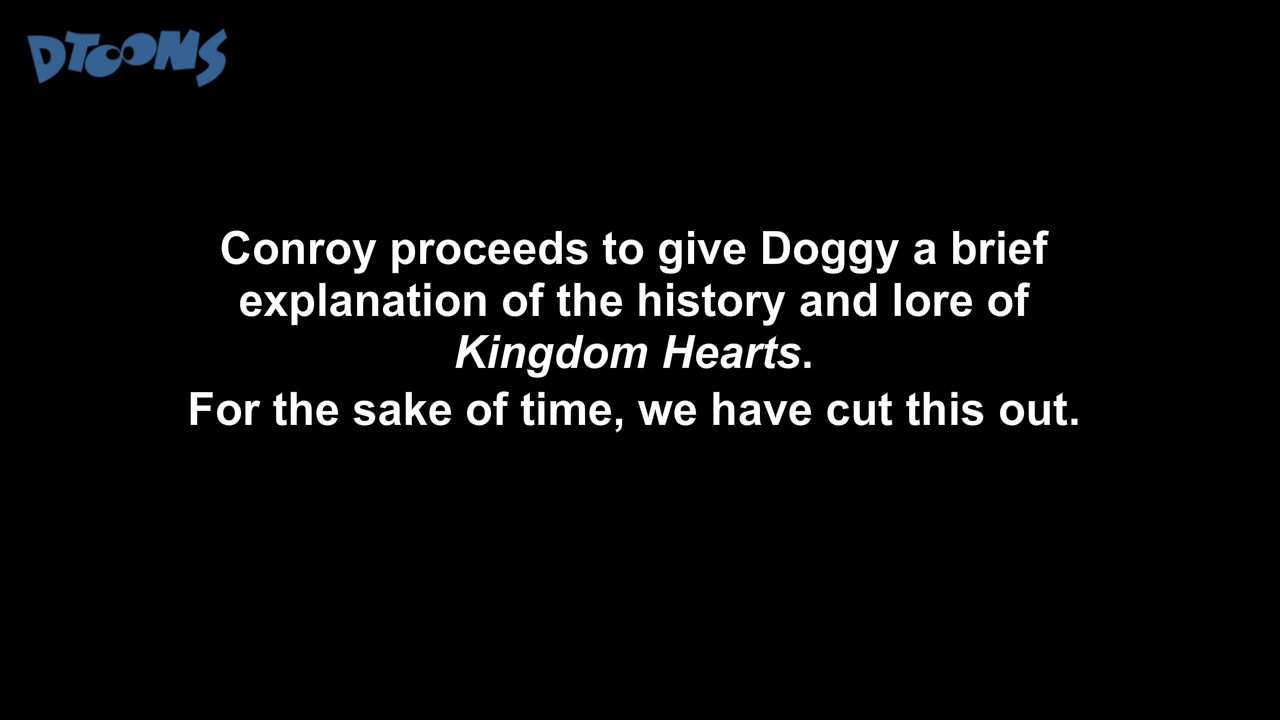 DTOONS
Conroy proceeds to give Doggy a brief
explanation of the history and lore of
Kingdom Hearts.
For the sake of time, we have cut this out.